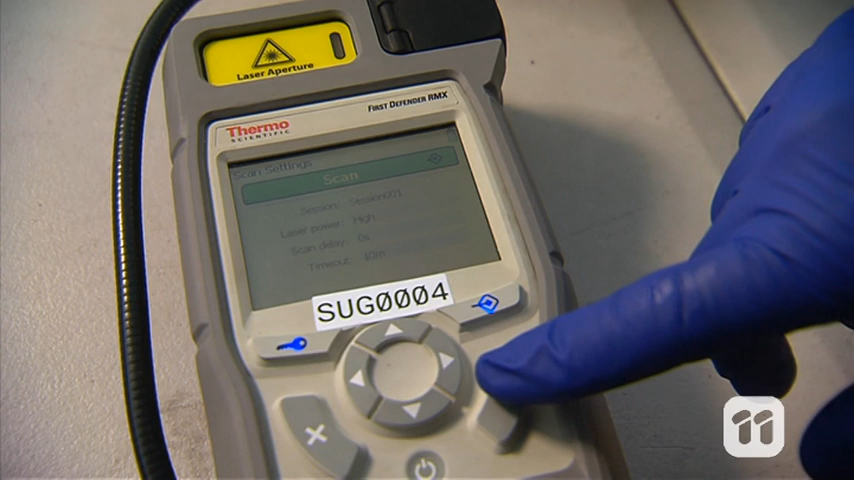 Laser Aperture
Thermo
SCIENTIFIC
FIRST DEFENDER RMX
Scan Settings
Scan
Session: Session001
Laser power: High
Scan delay: 0s
Timeout: 10m
SUG0004
11